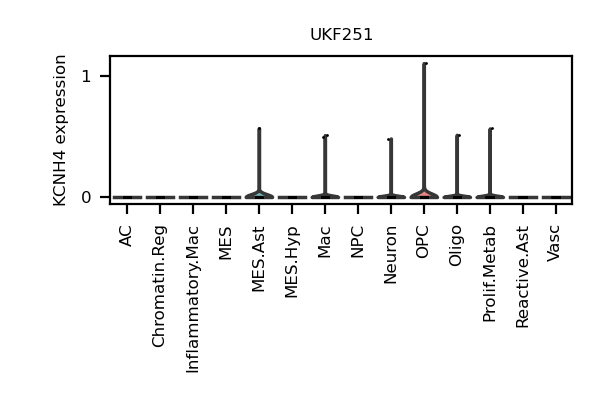 UKF251
KCNH4 expression
1
0
AC
Chromatin.Reg
Inflammatory.Mac
MES
MES.Ast
MES.Hyp
Mac
NPC
Neuron
OPC
Oligo
Prolif.Metab
Reactive.Ast
Vasc